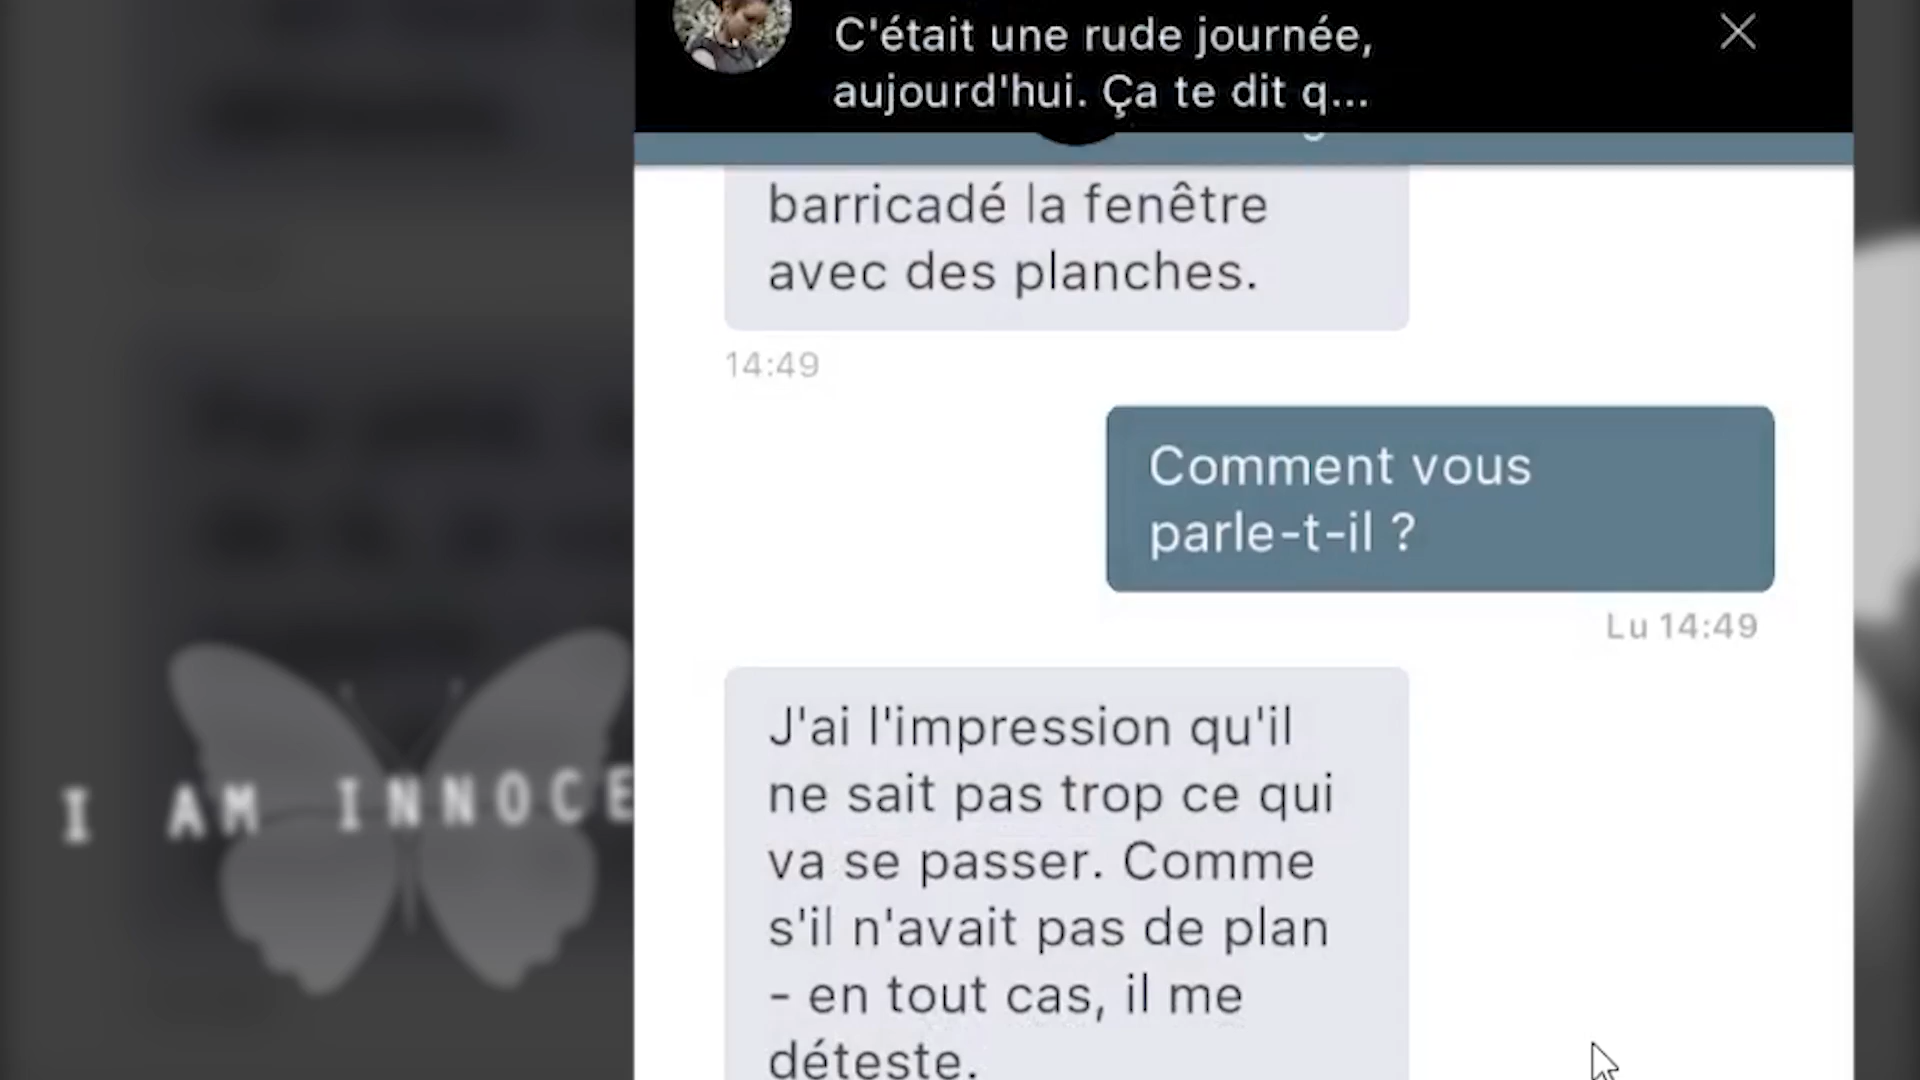 C'était une rude journée,
aujourd'hui. Ça te dit q...
barricadé la fenêtre
avec des planches.
14:49
Comment vous
parle-t-il ?
Lu 14:49
J'ai l'impression qu'il
ne sait pas trop ce qui
va se passer. Comme
s'il n'avait pas de plan
- en tout cas, il me
déteste.
I AM INNOCE